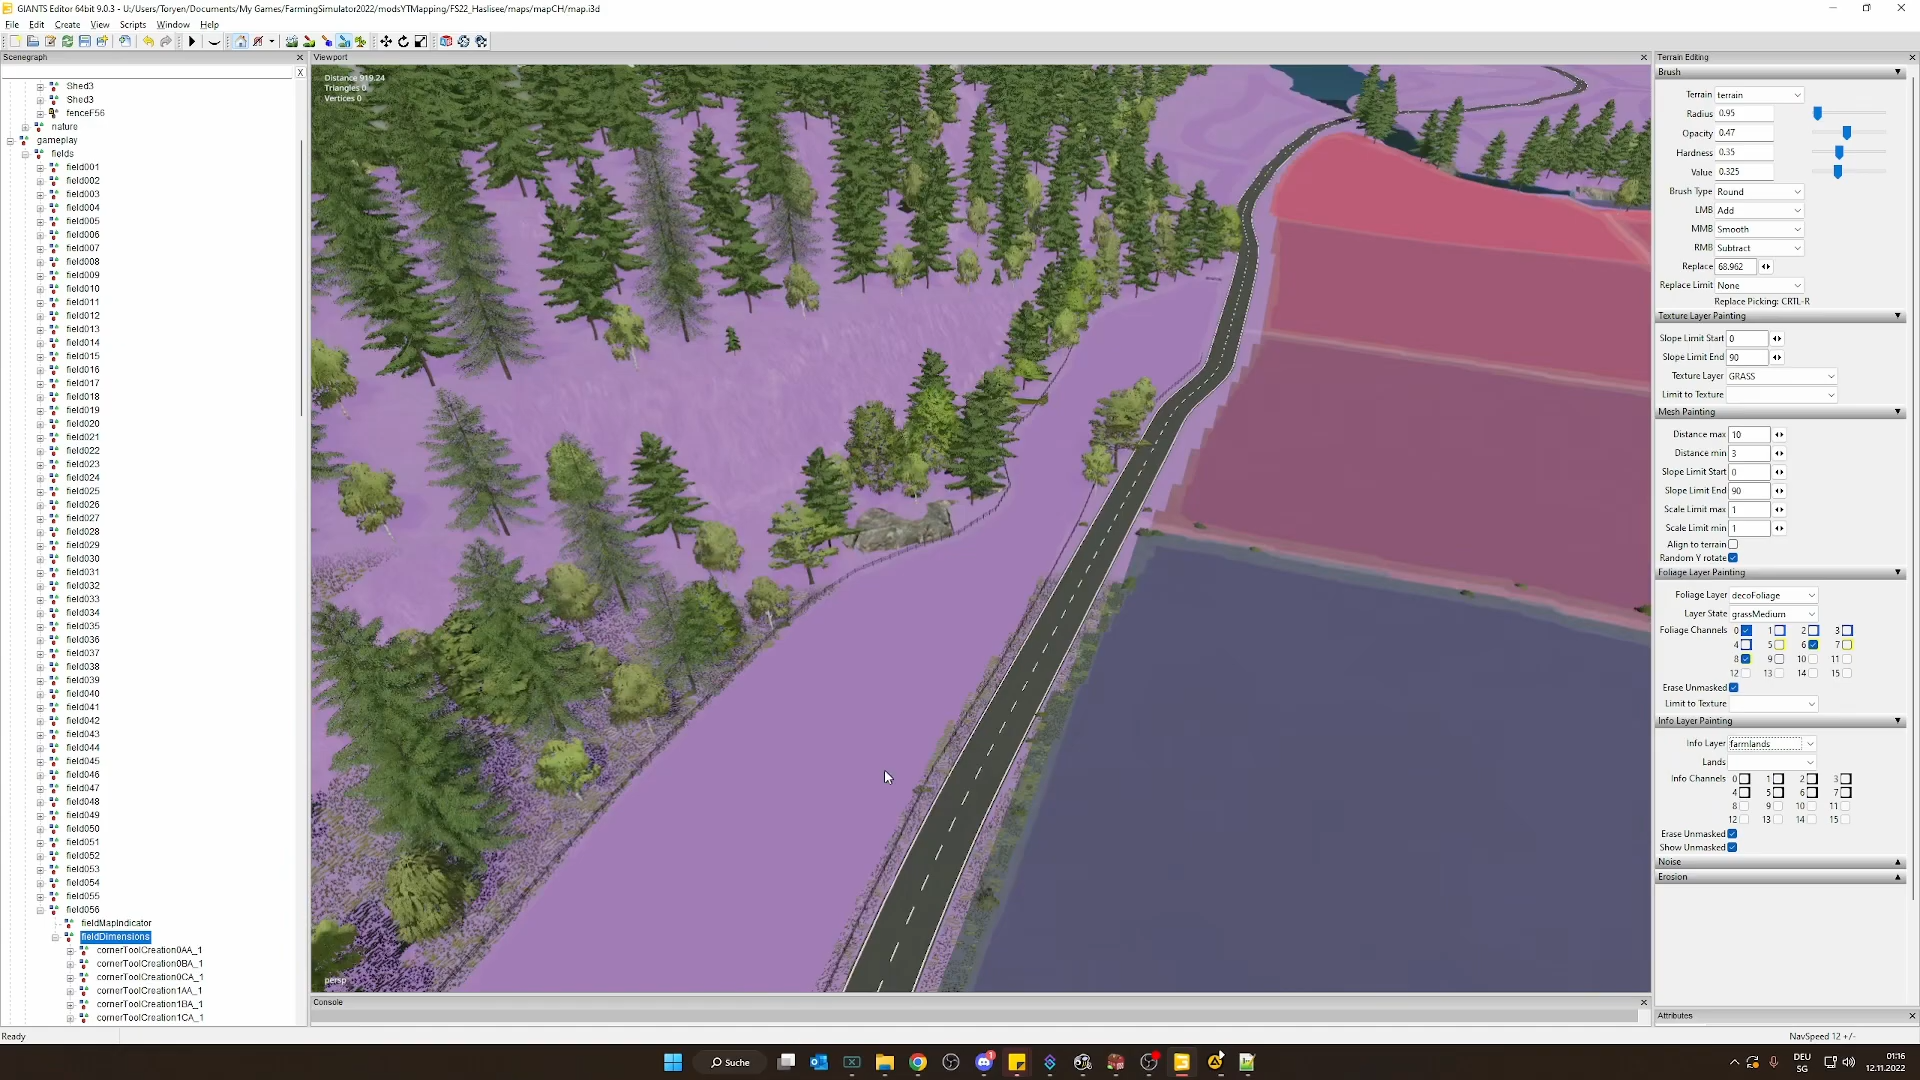 GIANTS Editor 64bit 9.0.3 - U:/Users/Toryen/Documents/My Games/FarmingSimulator2022/modsYTMapping/FS22_Haslisee/maps/mapCH/map.i3d
File Edit Create View Scripts Window Help
Scenegraph
X
Shed3
Shed3
fenceF56
nature
gameplay
fields
field001
field002
field003
field004
field005
field006
field007
field008
field009
field010
field011
field012
field013
field014
field015
field016
field017
field018
field019
field020
field021
field022
field023
field024
field025
field026
field027
field028
field029
field030
field031
field032
field033
field034
field035
field036
field037
field038
field039
field040
field041
field042
field043
field044
field045
field046
field047
field048
field049
field050
field051
field052
field053
field054
field055
field056
fieldMapIndicator
fieldDimensions
cornerToolCreation0AA_1
cornerToolCreation0BA_1
cornerToolCreation0CA_1
cornerToolCreation1AA_1
cornerToolCreation1BA_1
cornerToolCreation1CA_1
Ready
Viewport
Distance 919.24
Triangles 0
Vertices 0
persp
Console
Terrain Editing
Brush
Terrain terrain
Radius 0.95
Opacity 0.47
Hardness 0.35
Value 0.325
Brush Type Round
LMB Add
MMB Smooth
RMB Subtract
Replace 68.962
Replace Limit None
Replace Picking: CRTL-R
Texture Layer Painting
Slope Limit Start 0
Slope Limit End 90
Texture Layer GRASS
Limit to Texture
Mesh Painting
Distance max 10
Distance min 3
Slope Limit Start 0
Slope Limit End 90
Scale Limit max 1
Scale Limit min 1
Align to terrain
Random Y rotate
Foliage Layer Painting
Foliage Layer decoFoliage
Layer State grassMedium
Foliage Channels 0 1 2 3
4 5 6 7
8 9 10 11
12 13 14 15
Erase Unmasked
Limit to Texture
Info Layer Painting
Info Layer farmlands
Lands
Info Channels 0 1 2 3
4 5 6 7
8 9 10 11
12 13 14 15
Erase Unmasked
Show Unmasked
Noise
Erosion
Attributes
NavSpeed 12 +/-
Suche
DEU
SG
01:16
12.11.2022